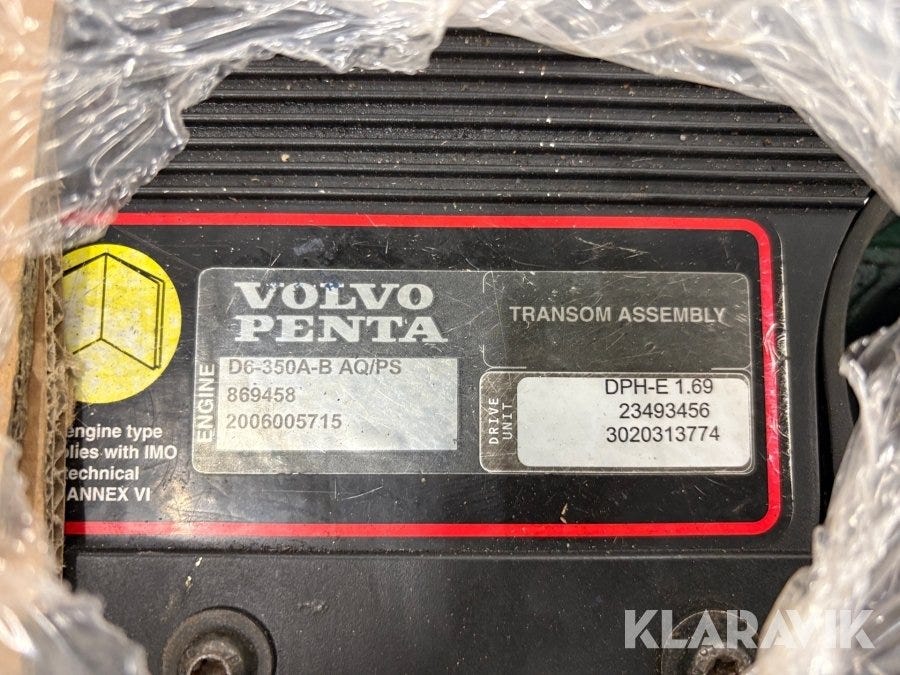 VOLVO
PENTA
ENGINE
D6-350A-B AQ/PS
869458
2006005715
TRANSOM ASSEMBLY
DRIVE
UNIT
DPH-E 1.69
23493456
3020313774
engine type
plies with IMO
technical
ANNEX VI
KLARAVIK